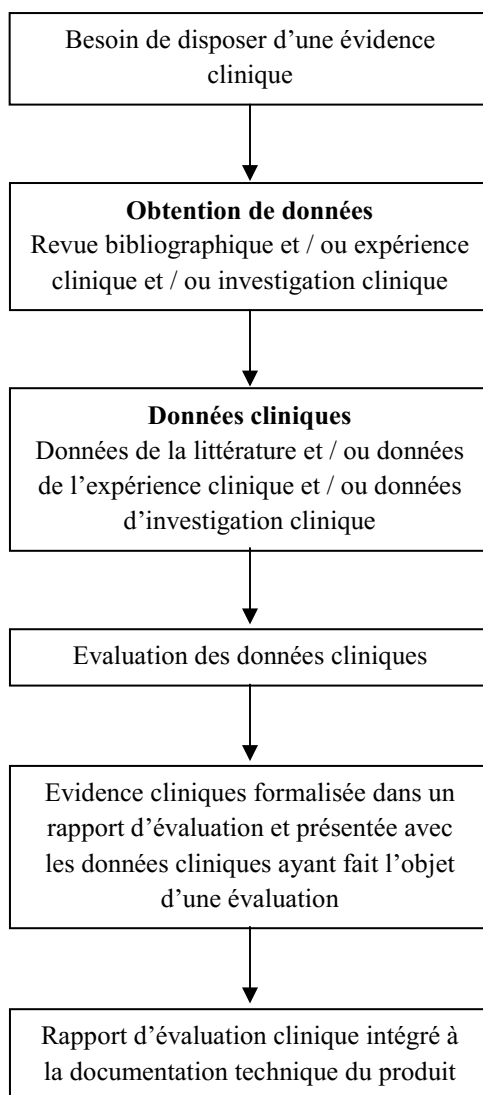 Besoin de disposer d’une évidence
clinique
Obtention de données
Revue bibliographique et / ou expérience
clinique et / ou investigation clinique
Données cliniques
Données de la littérature et / ou données
de l’expérience clinique et / ou données
d’investigation clinique
Evaluation des données cliniques
Evidence cliniques formalisée dans un
rapport d’évaluation et présentée avec
les données cliniques ayant fait l’objet
d’une évaluation
Rapport d’évaluation clinique intégré à
la documentation technique du produit